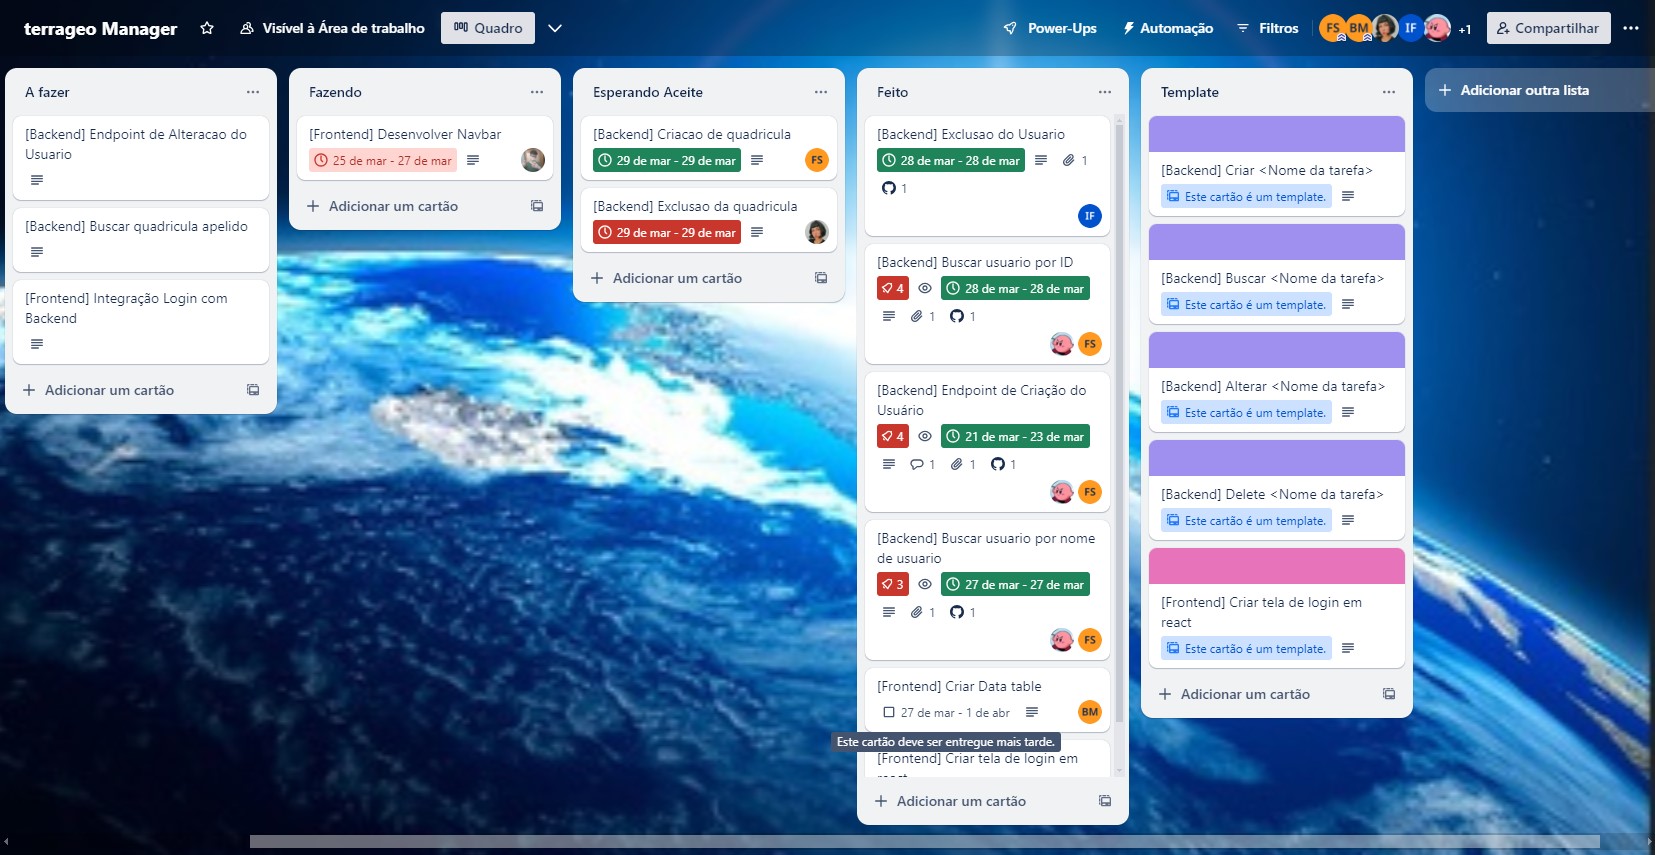 terrageo Manager
Visível à Área de trabalho
Quadro
Power-Ups
Automação
Filtros
FS
BM
IF
+1
Compartilhar
A fazer
[Backend] Endpoint de Alteracao do
Usuario
[Backend] Buscar quadricula apelido
[Frontend] Integração Login com
Backend
Adicionar um cartão
Fazendo
[Frontend] Desenvolver Navbar
25 de mar - 27 de mar
Adicionar um cartão
Esperando Aceite
[Backend] Criacao de quadricula
29 de mar - 29 de mar
FS
[Backend] Exclusao da quadricula
29 de mar - 29 de mar
Adicionar um cartão
Feito
[Backend] Exclusao do Usuario
28 de mar - 28 de mar
1
1
IF
[Backend] Buscar usuario por ID
4
28 de mar - 28 de mar
1
1
FS
[Backend] Endpoint de Criação do
Usuário
4
21 de mar - 23 de mar
1
1
1
FS
[Backend] Buscar usuario por nome
de usuario
3
27 de mar - 27 de mar
1
1
FS
[Frontend] Criar Data table
27 de mar - 1 de abr
BM
Este cartão deve ser entregue mais tarde.
[Frontend] Criar tela de login em
react
Adicionar um cartão
Template
[Backend] Criar <Nome da tarefa>
Este cartão é um template.
[Backend] Buscar <Nome da tarefa>
Este cartão é um template.
[Backend] Alterar <Nome da tarefa>
Este cartão é um template.
[Backend] Delete <Nome da tarefa>
Este cartão é um template.
[Frontend] Criar tela de login em
react
Este cartão é um template.
Adicionar um cartão
Adicionar outra lista